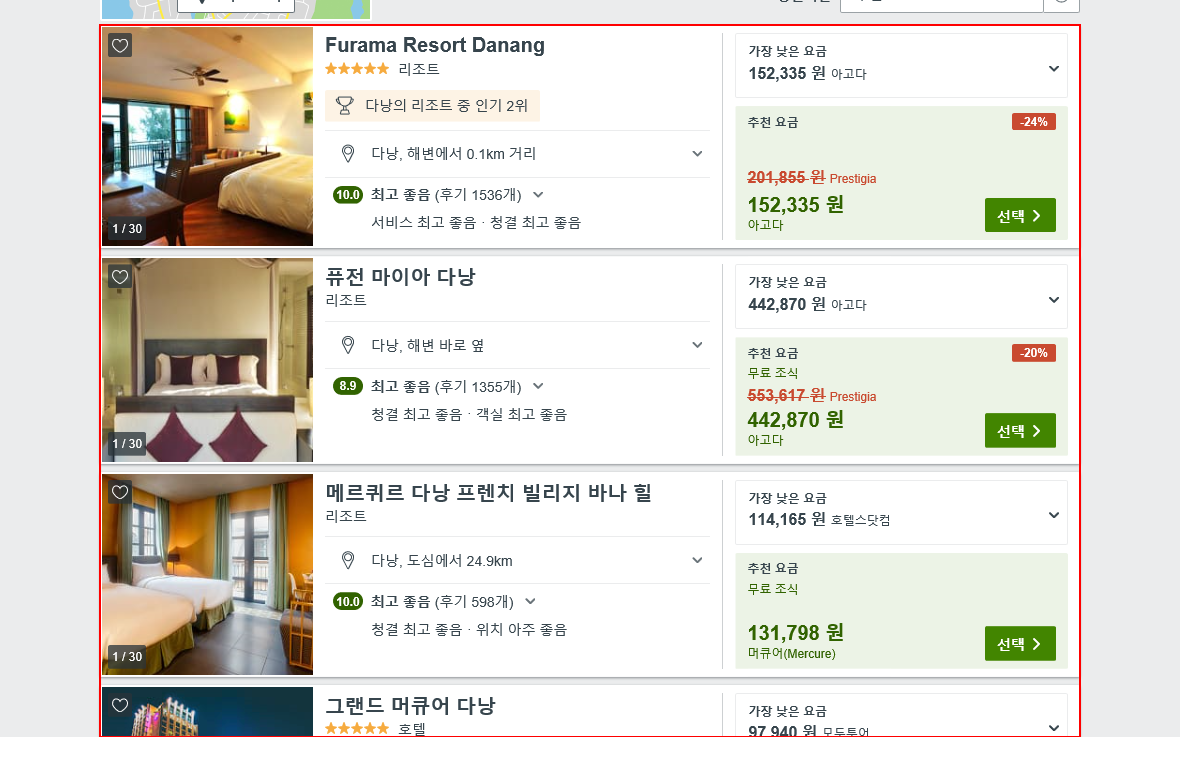 Furama Resort Danang
리조트
다낭의 리조트 중 인기 2위
다낭, 해변에서 0.1km 거리
10.0 최고 좋음 (후기 1536개)
서비스 최고 좋음 · 청결 최고 좋음
1 / 30
가장 낮은 요금
152,335 원 아고다
추천 요금
-24%
201,855 원 Prestigia
152,335 원
아고다
선택
퓨전 마이아 다낭
리조트
다낭, 해변 바로 옆
8.9 최고 좋음 (후기 1355개)
청결 최고 좋음 · 객실 최고 좋음
1 / 30
가장 낮은 요금
442,870 원 아고다
추천 요금
-20%
무료 조식
553,617 원 Prestigia
442,870 원
아고다
선택
메르퀴르 다낭 프렌치 빌리지 바나 힐
리조트
다낭, 도심에서 24.9km
10.0 최고 좋음 (후기 598개)
청결 최고 좋음 · 위치 아주 좋음
1 / 30
가장 낮은 요금
114,165 원 호텔스닷컴
추천 요금
무료 조식
131,798 원
머큐어(Mercure)
선택
그랜드 머큐어 다낭
호텔
가장 낮은 요금
97,940 원 모두투어